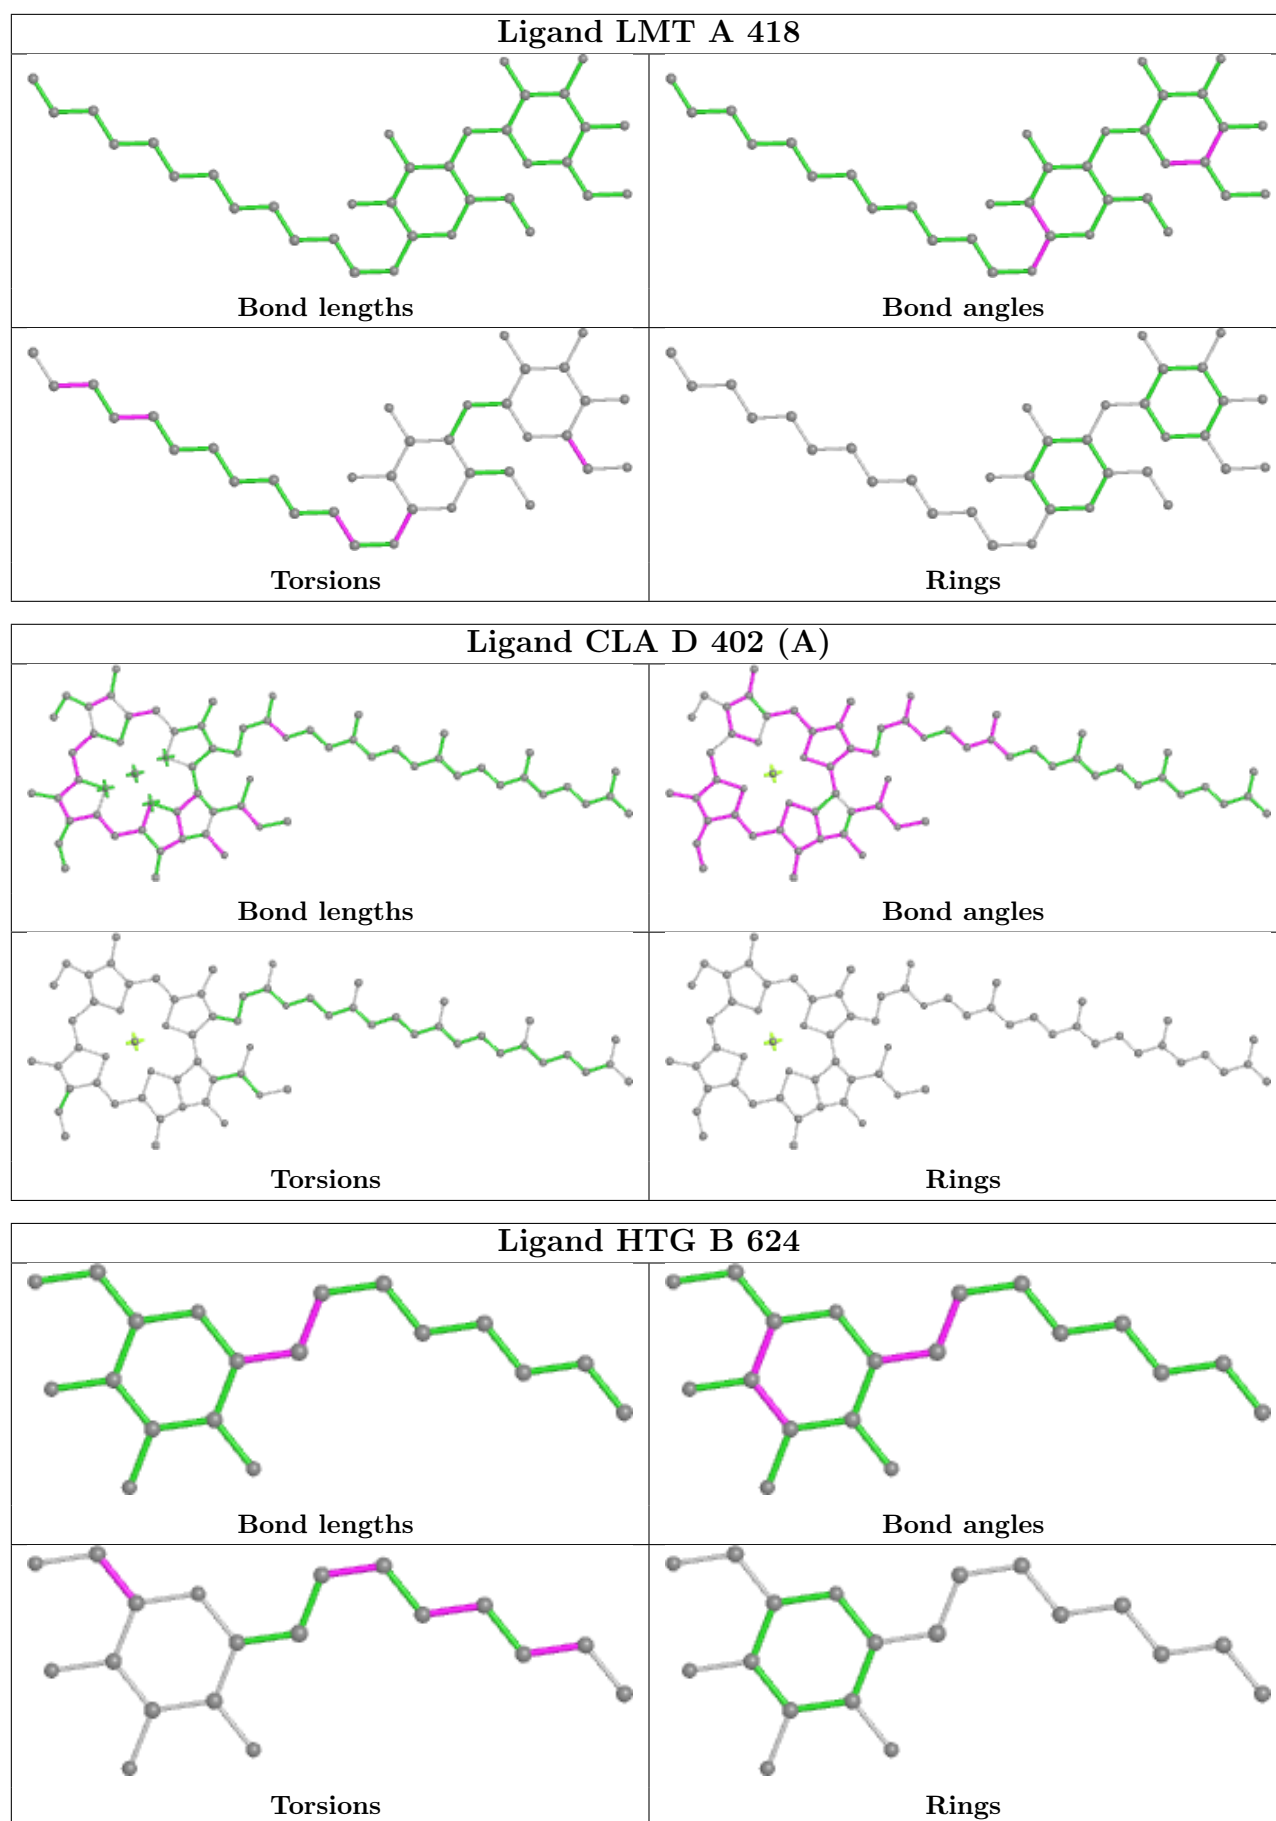 Ligand LMT A 418
Bond lengths
Bond angles
Torsions
Rings
Ligand CLA D 402 (A)
Bond lengths
Bond angles
Torsions
Rings
Ligand HTG B 624
Bond lengths
Bond angles
Torsions
Rings